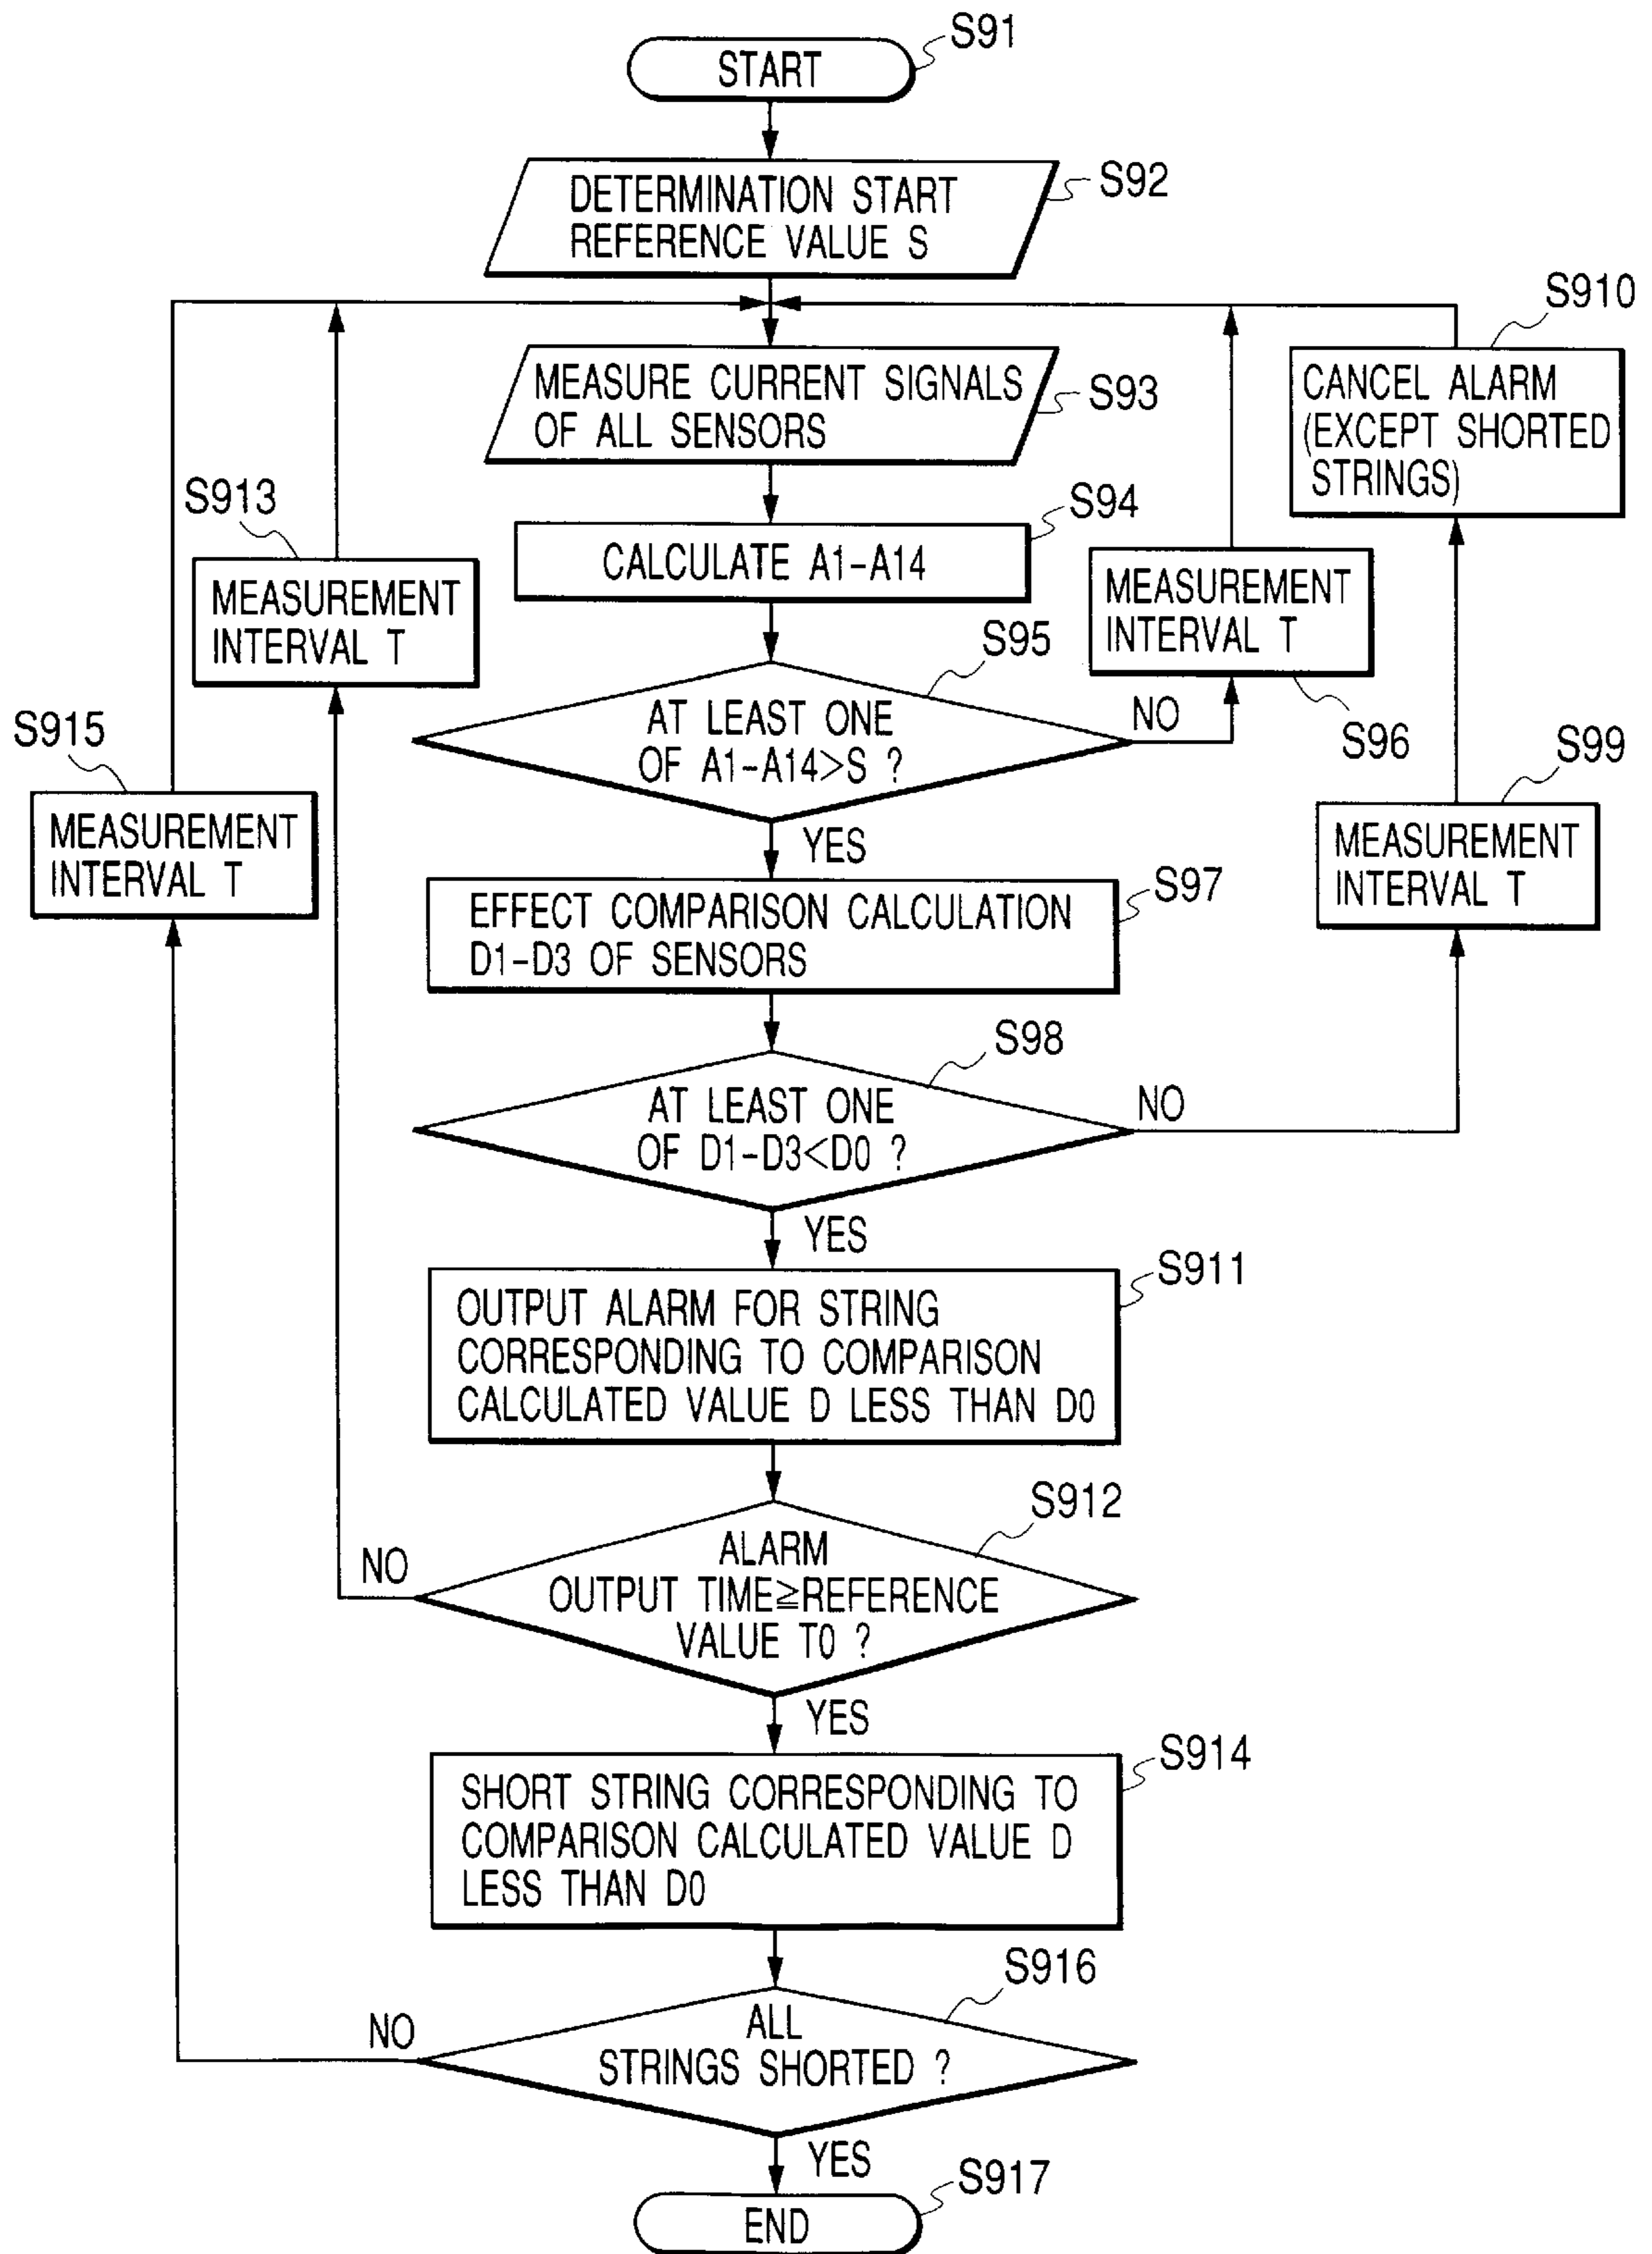 S91
START
S92
DETERMINATION START
REFERENCE VALUE S
S910
CANCEL ALARM
(EXCEPT SHORTED
STRINGS)
S93
MEASURE CURRENT SIGNALS
OF ALL SENSORS
S913
MEASUREMENT
INTERVAL T
S94
CALCULATE A1-A14
MEASUREMENT
INTERVAL T
S96
S95
AT LEAST ONE
OF A1-A14>S ?
NO
YES
S915
MEASUREMENT
INTERVAL T
S99
MEASUREMENT
INTERVAL T
S97
EFFECT COMPARISON CALCULATION
D1-D3 OF SENSORS
S98
AT LEAST ONE
OF D1-D3<D0 ?
NO
YES
S911
OUTPUT ALARM FOR STRING
CORRESPONDING TO COMPARISON
CALCULATED VALUE D LESS THAN D0
S912
ALARM
OUTPUT TIME≧REFERENCE
VALUE T0 ?
NO
YES
S914
SHORT STRING CORRESPONDING TO
COMPARISON CALCULATED VALUE D
LESS THAN D0
S916
ALL
STRINGS SHORTED ?
NO
YES
S917
END